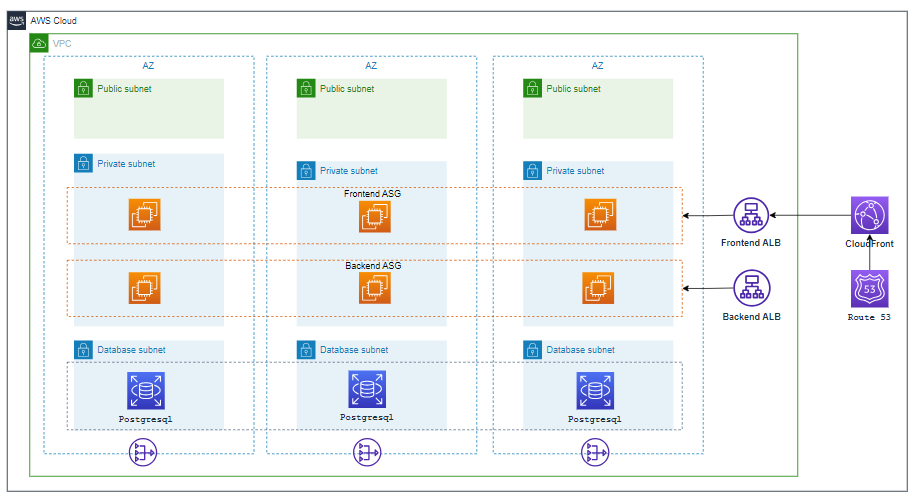 aws
AWS Cloud
VPC
AZ
AZ
AZ
Public subnet
Public subnet
Public subnet
Private subnet
Private subnet
Private subnet
Frontend ASG
Frontend ALB
CloudFront
Backend ASG
53
Backend ALB
Route 53
Database subnet
Database subnet
Database subnet
Postgresql
Postgresql
Postgresql